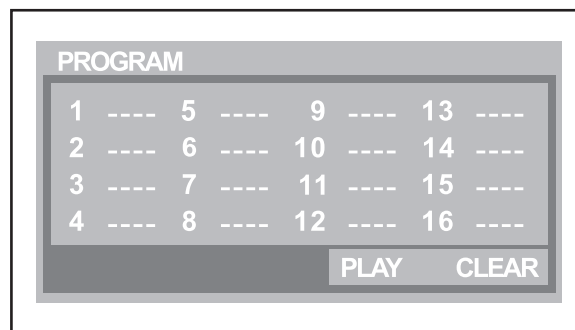 PROGRAM
1 ---- 5 ---- 9 ---- 13 ----
2 ---- 6 ---- 10 ---- 14 ----
3 ---- 7 ---- 11 ---- 15 ----
4 ---- 8 ---- 12 ---- 16 ----
PLAY CLEAR